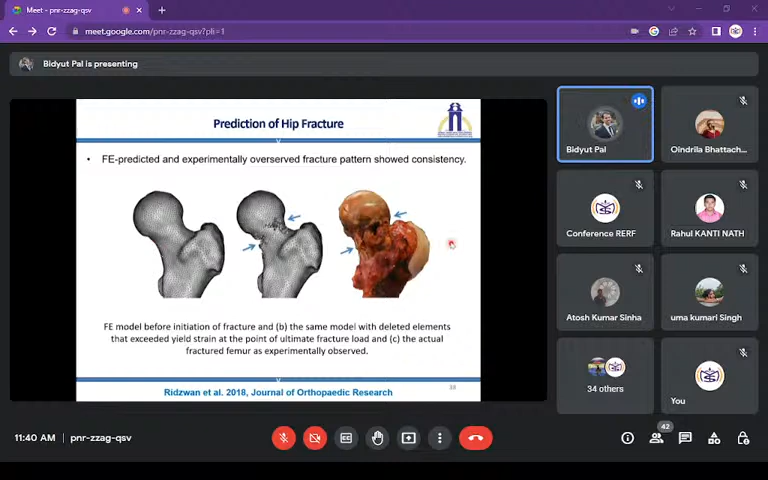 Meet - pnr-zzag-qsv
meet.google.com/pnr-zzag-qsv?pli=1
Bidyut Pal is presenting
Prediction of Hip Fracture
• FE-predicted and experimentally overserved fracture pattern showed consistency.
FE model before initiation of fracture and (b) the same model with deleted elements
that exceeded yield strain at the point of ultimate fracture load and (c) the actual
fractured femur as experimentally observed.
Ridzwan et al. 2018, Journal of Orthopaedic Research
Bidyut Pal
Oindrila Bhattach...
Conference RERF
Rahul KANTI NATH
Atosh Kumar Sinha
uma kumari Singh
34 others
You
11:40 AM | pnr-zzag-qsv
42